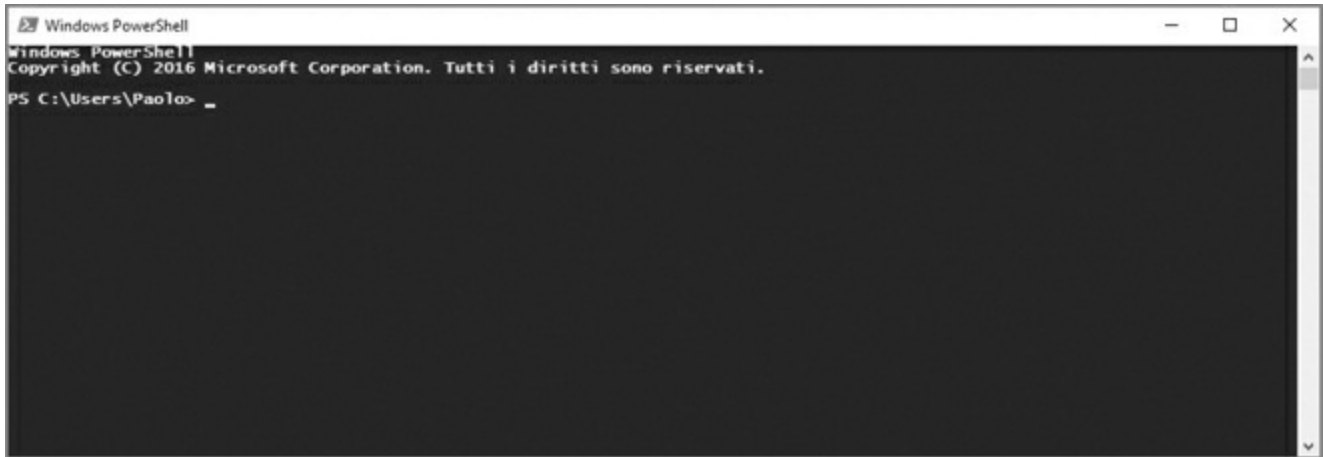 Windows PowerShell
Windows PowerShell
Copyright (C) 2016 Microsoft Corporation. Tutti i diritti sono riservati.
PS C:\Users\Paolo> _